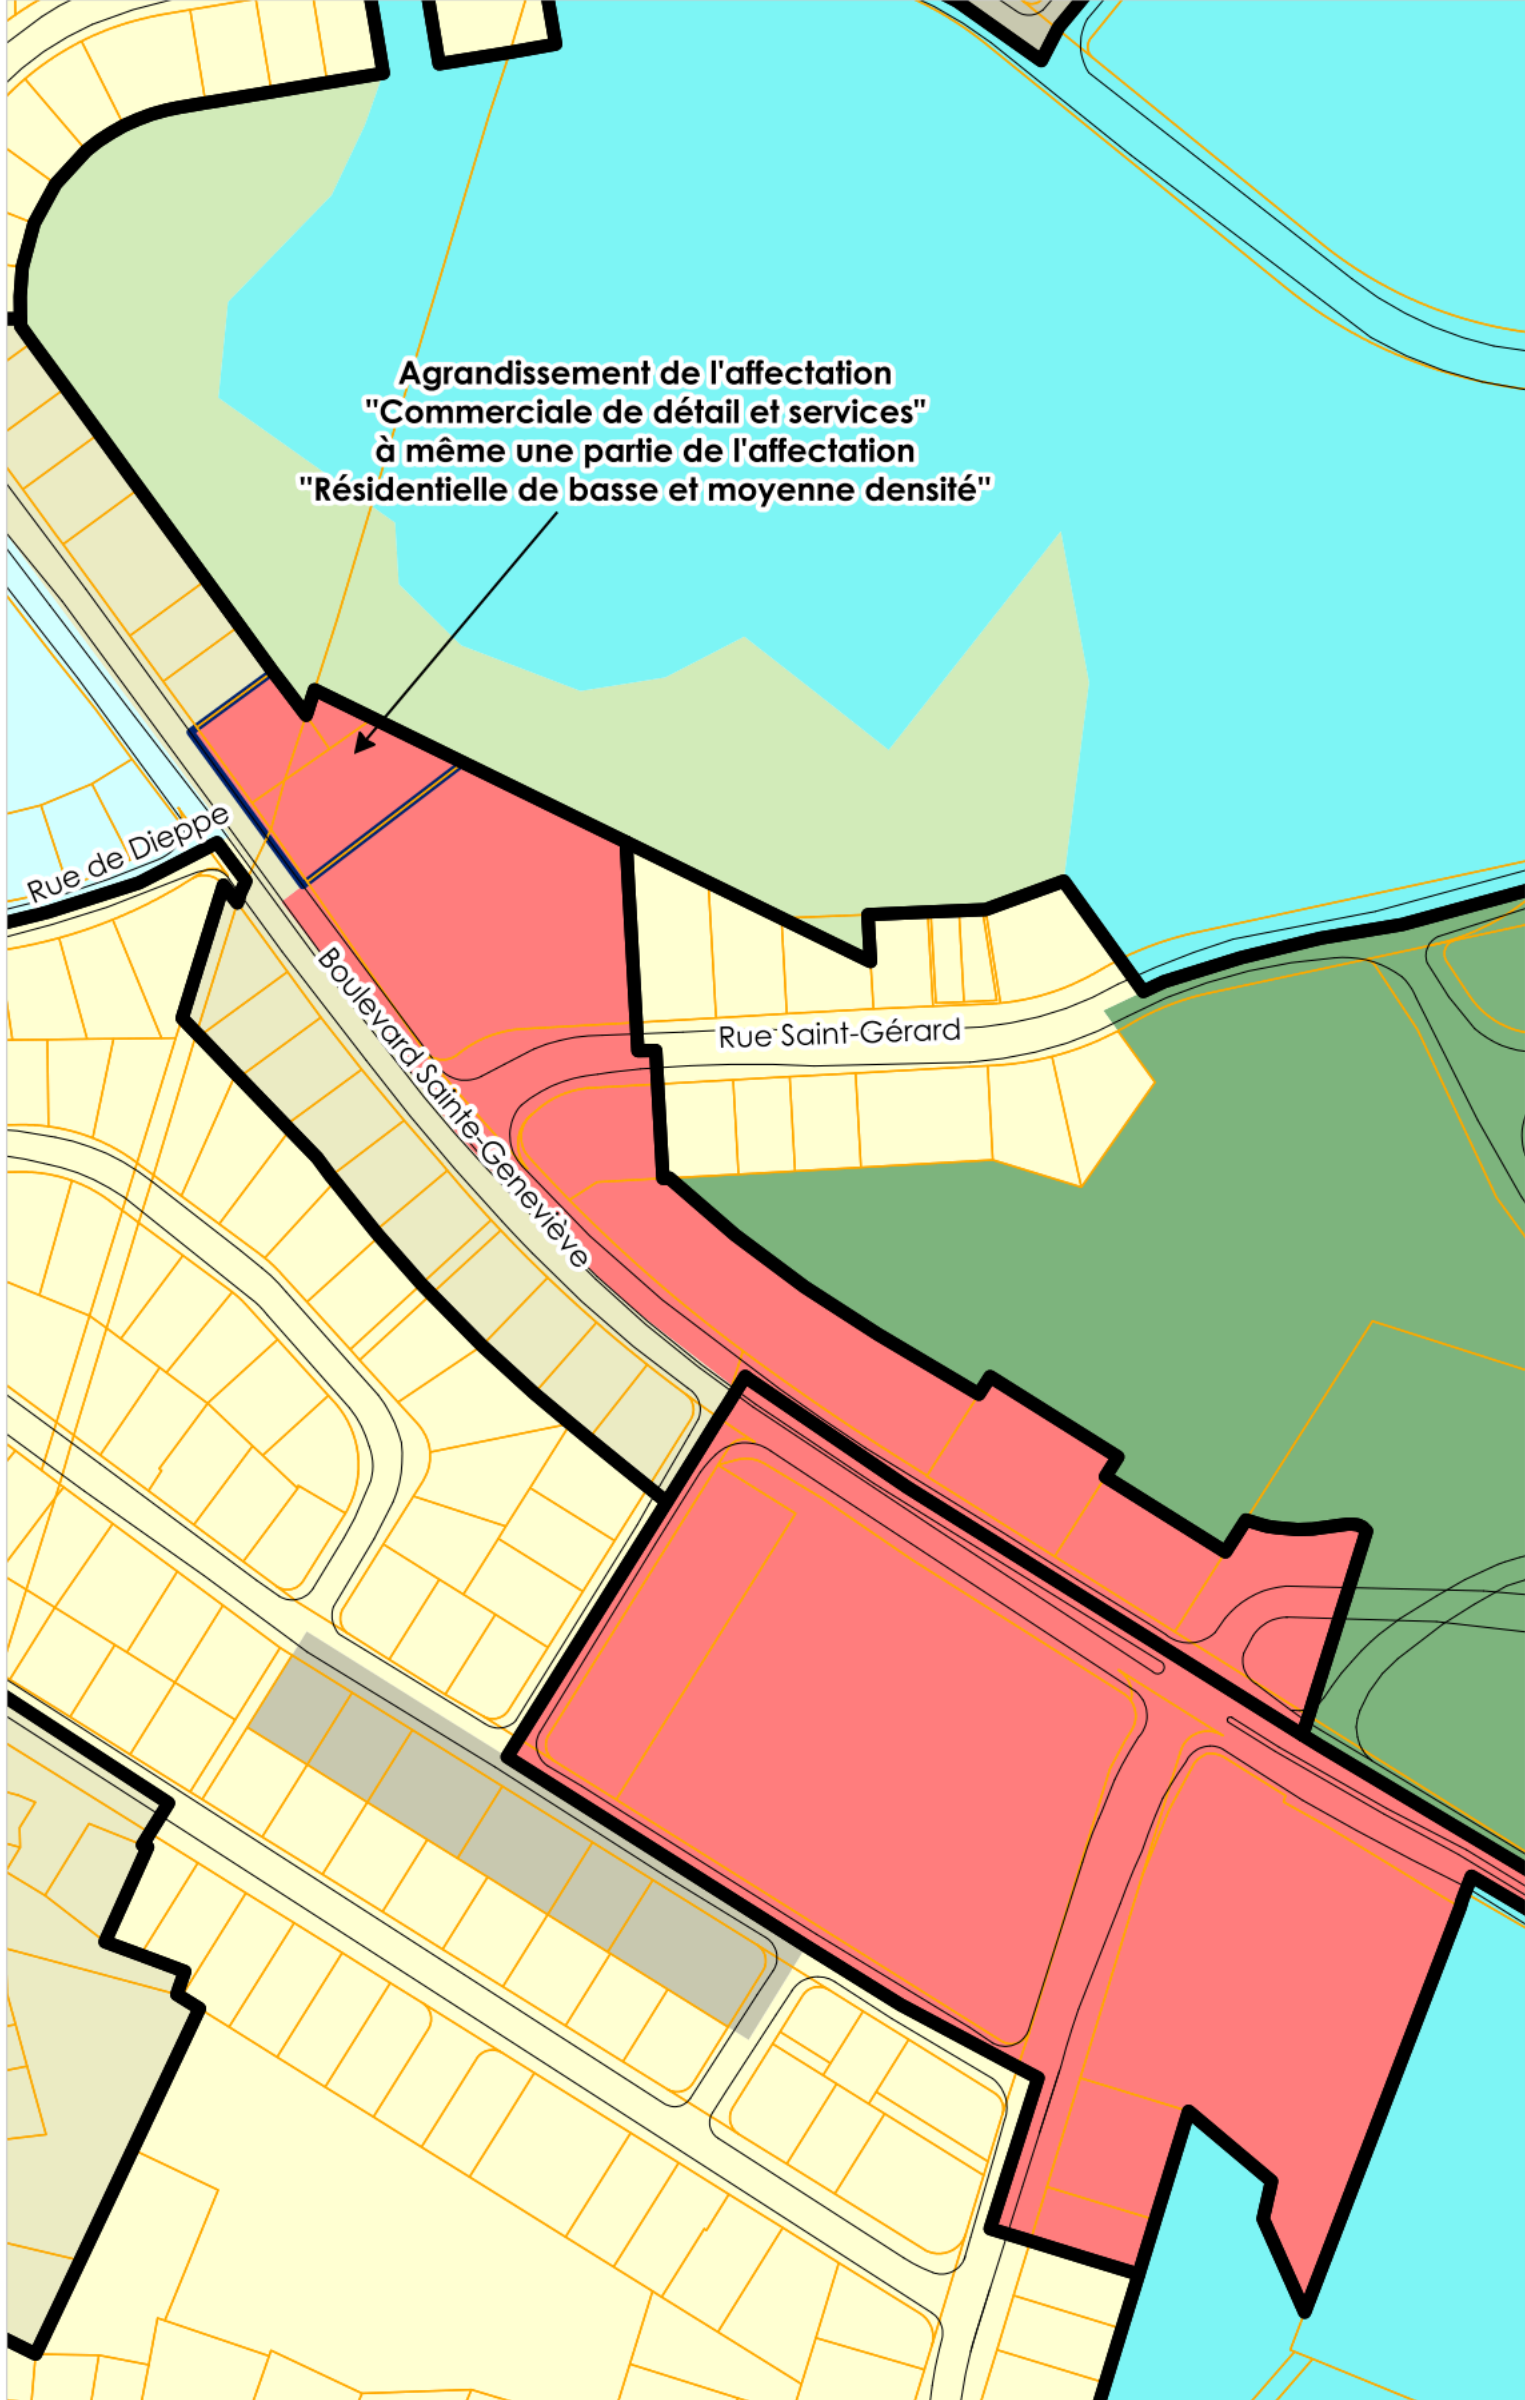 Agrandissement de l'affectation
"Commerciale de détail et services"
à même une partie de l'affectation
"Résidentielle de basse et moyenne densité"
Rue de Dieppe
Boulevard Sainte-Geneviève
Rue Saint-Gérard